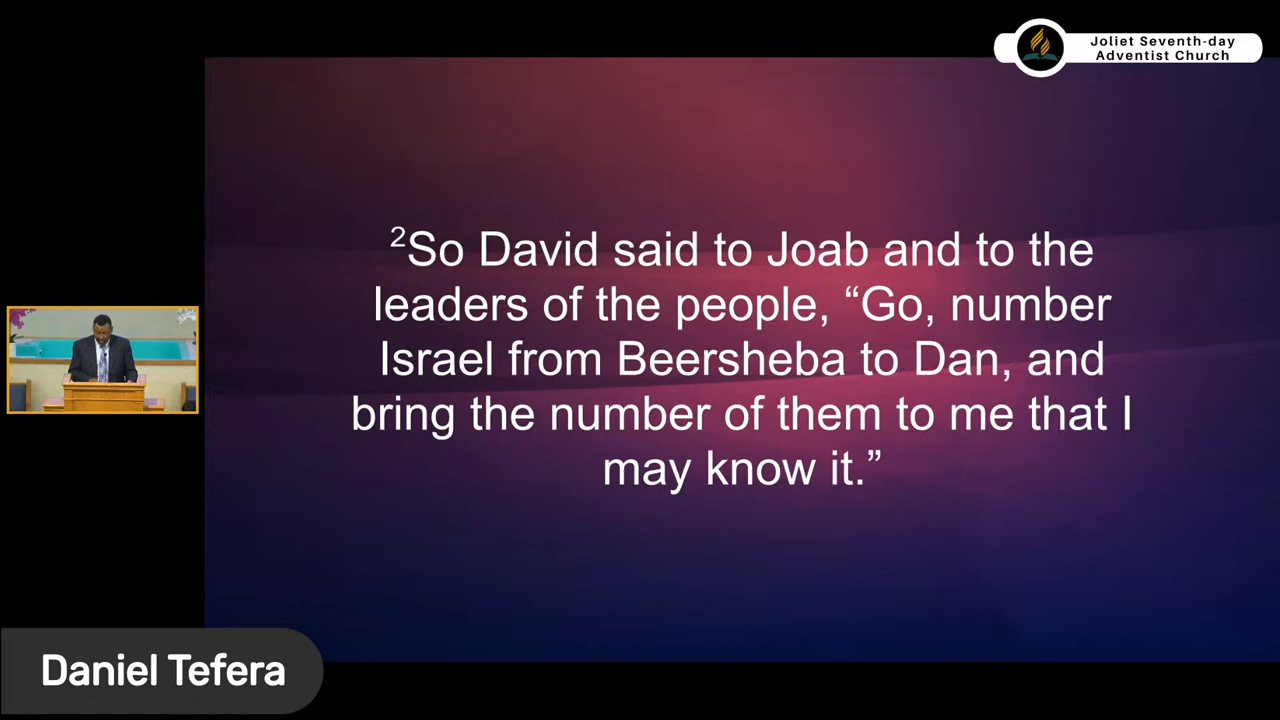 Joliet Seventh-day
Adventist Church
²So David said to Joab and to the
leaders of the people, “Go, number
Israel from Beersheba to Dan, and
bring the number of them to me that I
may know it.”
Daniel Tefera